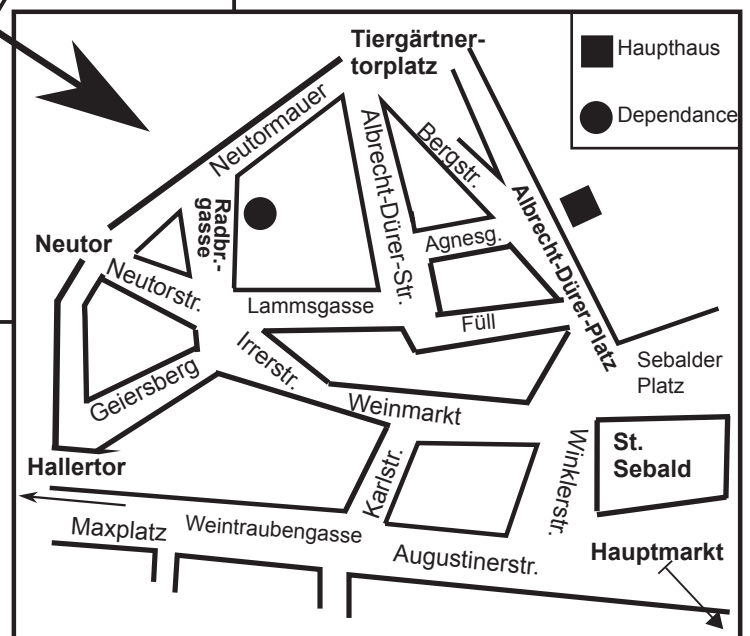 Tiergärtner-
torplatz
Haupthaus
Dependance
Neutormauer
Albrecht-Dürer-Str.
Bergstr.
Radbr.-
gasse
Albrecht-Dürer-Platz
Neutor
Agnesg.
Neutorstr.
Lammsgasse
Füll
Irrerstr.
Sebalder
Platz
Geiersberg
Weinmarkt
Hallertor
Karlstr.
Winklerstr.
St.
Sebald
Maxplatz
Weintraubengasse
Augustinerstr.
Hauptmarkt